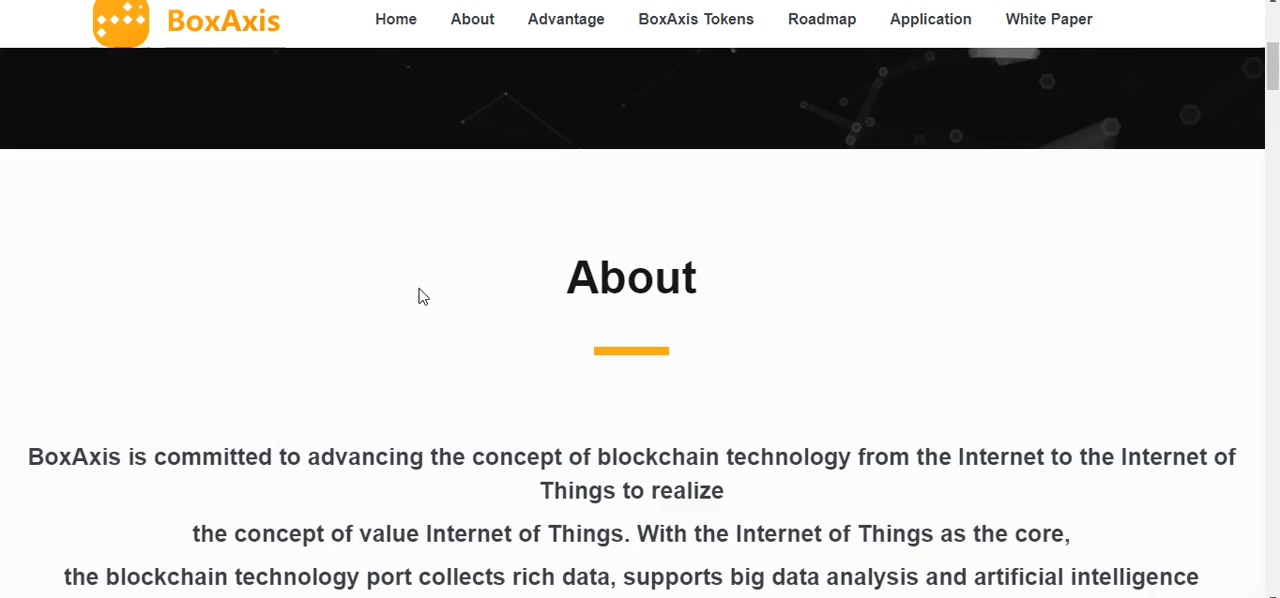 BoxAxis
Home About Advantage BoxAxis Tokens Roadmap Application White Paper
About
BoxAxis is committed to advancing the concept of blockchain technology from the Internet to the Internet of
Things to realize
the concept of value Internet of Things. With the Internet of Things as the core,
the blockchain technology port collects rich data, supports big data analysis and artificial intelligence